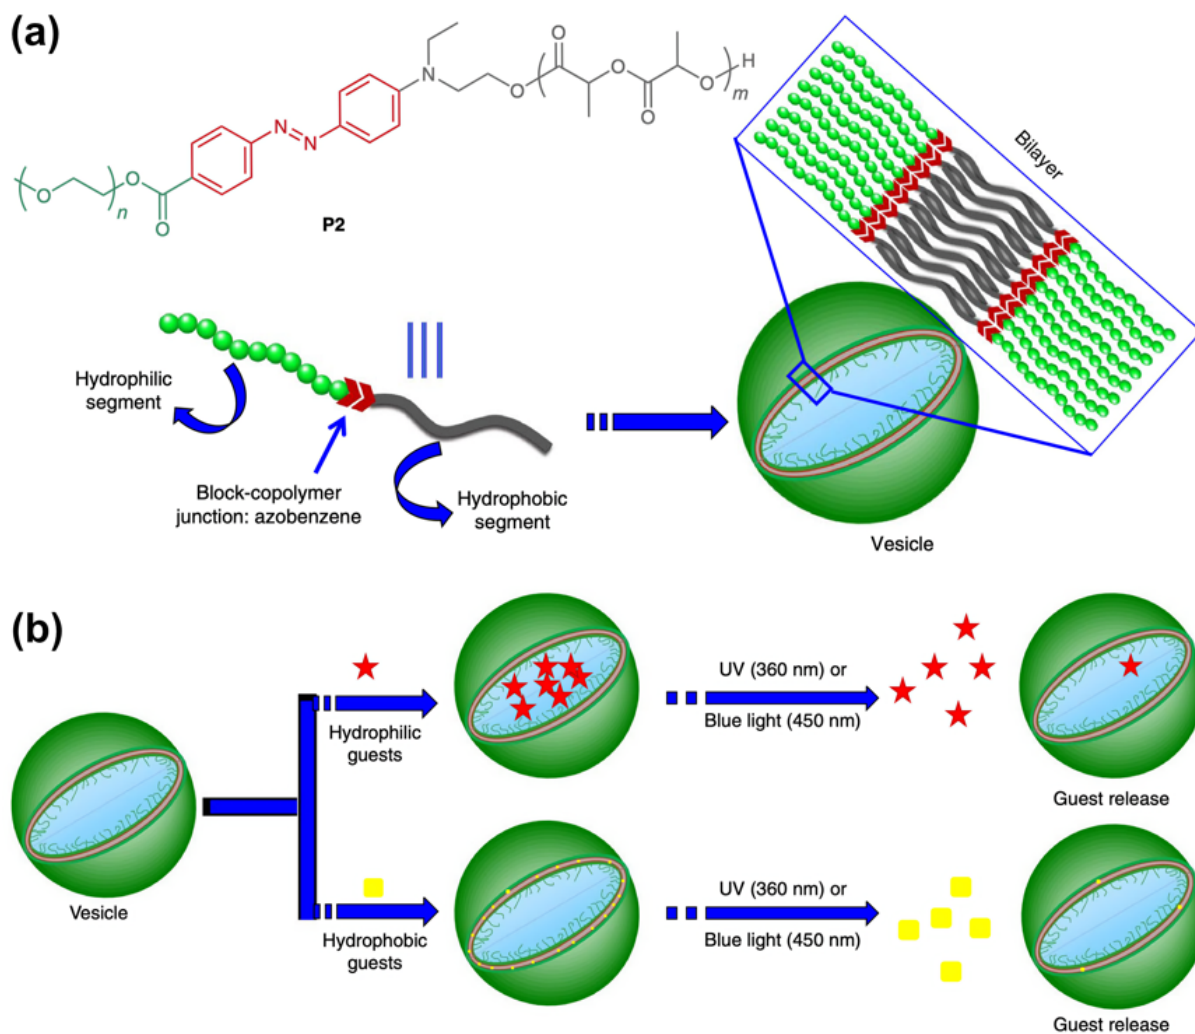 (a)
O
O
O
O
O
H
m
N
N
N
O
n
O
O
P2
Bilayer
Hydrophilic
segment
Block-copolymer
junction: azobenzene
Hydrophobic
segment
Vesicle
(b)
Hydrophilic
guests
UV (360 nm) or
Blue light (450 nm)
Guest release
Vesicle
Hydrophobic
guests
UV (360 nm) or
Blue light (450 nm)
Guest release